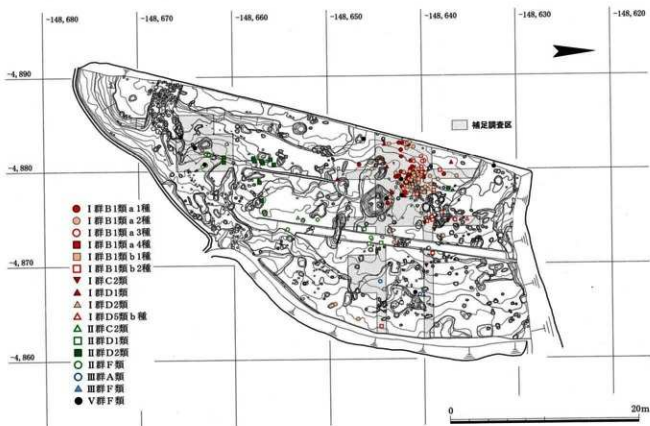 -148,680
-148,670
-148,660
-148,650
-148,640
-148,630
-148,620
-4,890
-4,880
-4,870
-4,860
補足調査区
Ⅰ群B1類a1種
Ⅰ群B1類a2種
Ⅰ群B1類a3種
Ⅰ群B1類a4種
Ⅰ群B1類b1種
Ⅰ群B1類b2種
Ⅰ群C2類
Ⅰ群D1類
Ⅰ群D2類
Ⅰ群D5類b種
Ⅱ群C2類
Ⅱ群D1類
Ⅱ群D2類
Ⅱ群F類
Ⅲ群A類
Ⅲ群F類
Ⅴ群F類
0
20m